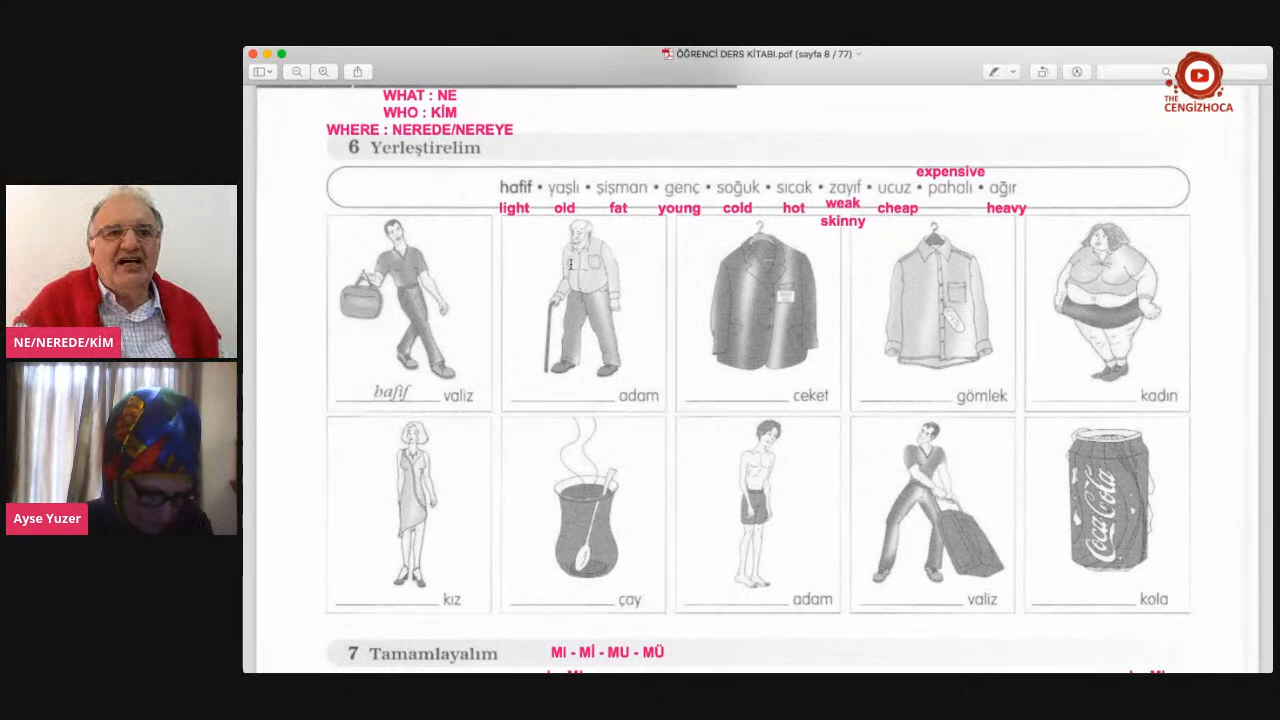 ÖĞRENCİ DERS KİTABI.pdf (sayfa 8 / 77)
THE
CENGİZHOCA
WHAT : NE
WHO : KİM
WHERE : NEREDE/NEREYE
6 Yerleştirelim
expensive
hafif • yaşlı • şişman • genç • soğuk • sıcak • zayıf • ucuz • pahalı • ağır
light old fat young cold hot weak cheap heavy
skinny
hafif valiz
adam
ceket
gömlek
kadın
kız
çay
adam
valiz
Coca Cola
kola
7 Tamamlayalım MI - Mİ - MU - MÜ
NE/NEREDE/KİM
Ayse Yuzer